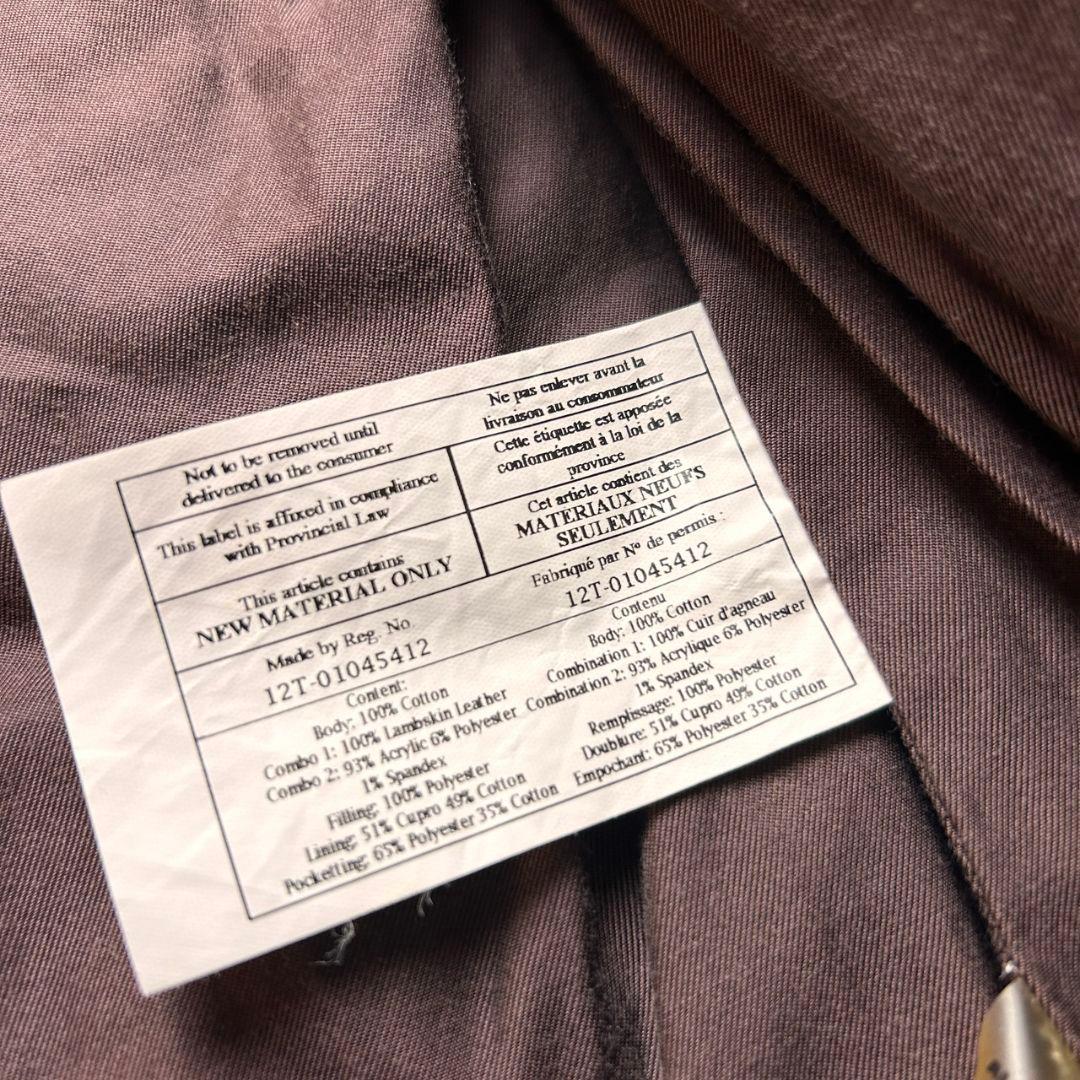 Not to be removed until
delivered to the consumer
This label is affixed in compliance
with Provincial Law
This article contains
NEW MATERIAL ONLY
Made by Reg. No
12T-01045412
Content:
Body: 100% Cotton
Combo 1: 100% Lambskin Leather
Combo 2: 93% Acrylic 6% Polyester
1% Spandex
Filling: 100% Polyester
Lining: 51% Cupro 49% Cotton
Pocketting: 65% Polyester 35% Cotton
Ne pas enlever avant la
livraison au consommateur
Cette étiquette est apposée
conformément à la loi de la
province
Cet article contient des
MATERIAUX NEUFS
SEULEMENT
Fabriqué par Nº de permis :
12T-01045412
Contenu
Body: 100% Cotton
Combination 1: 100% Cuir d'agneau
Combination 2: 93% Acrylique 6% Polyester
1% Spandex
Remplissage: 100% Polyester
Doublure: 51% Cupro 49% Cotton
Empochant: 65% Polyester 35% Cotton